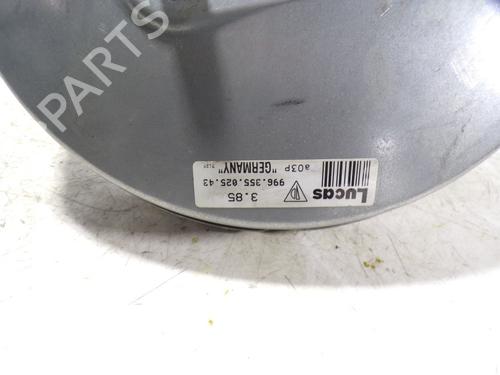 Lucas
3.85
996.355.025.43
a03P
"GERMANY"
PARTS